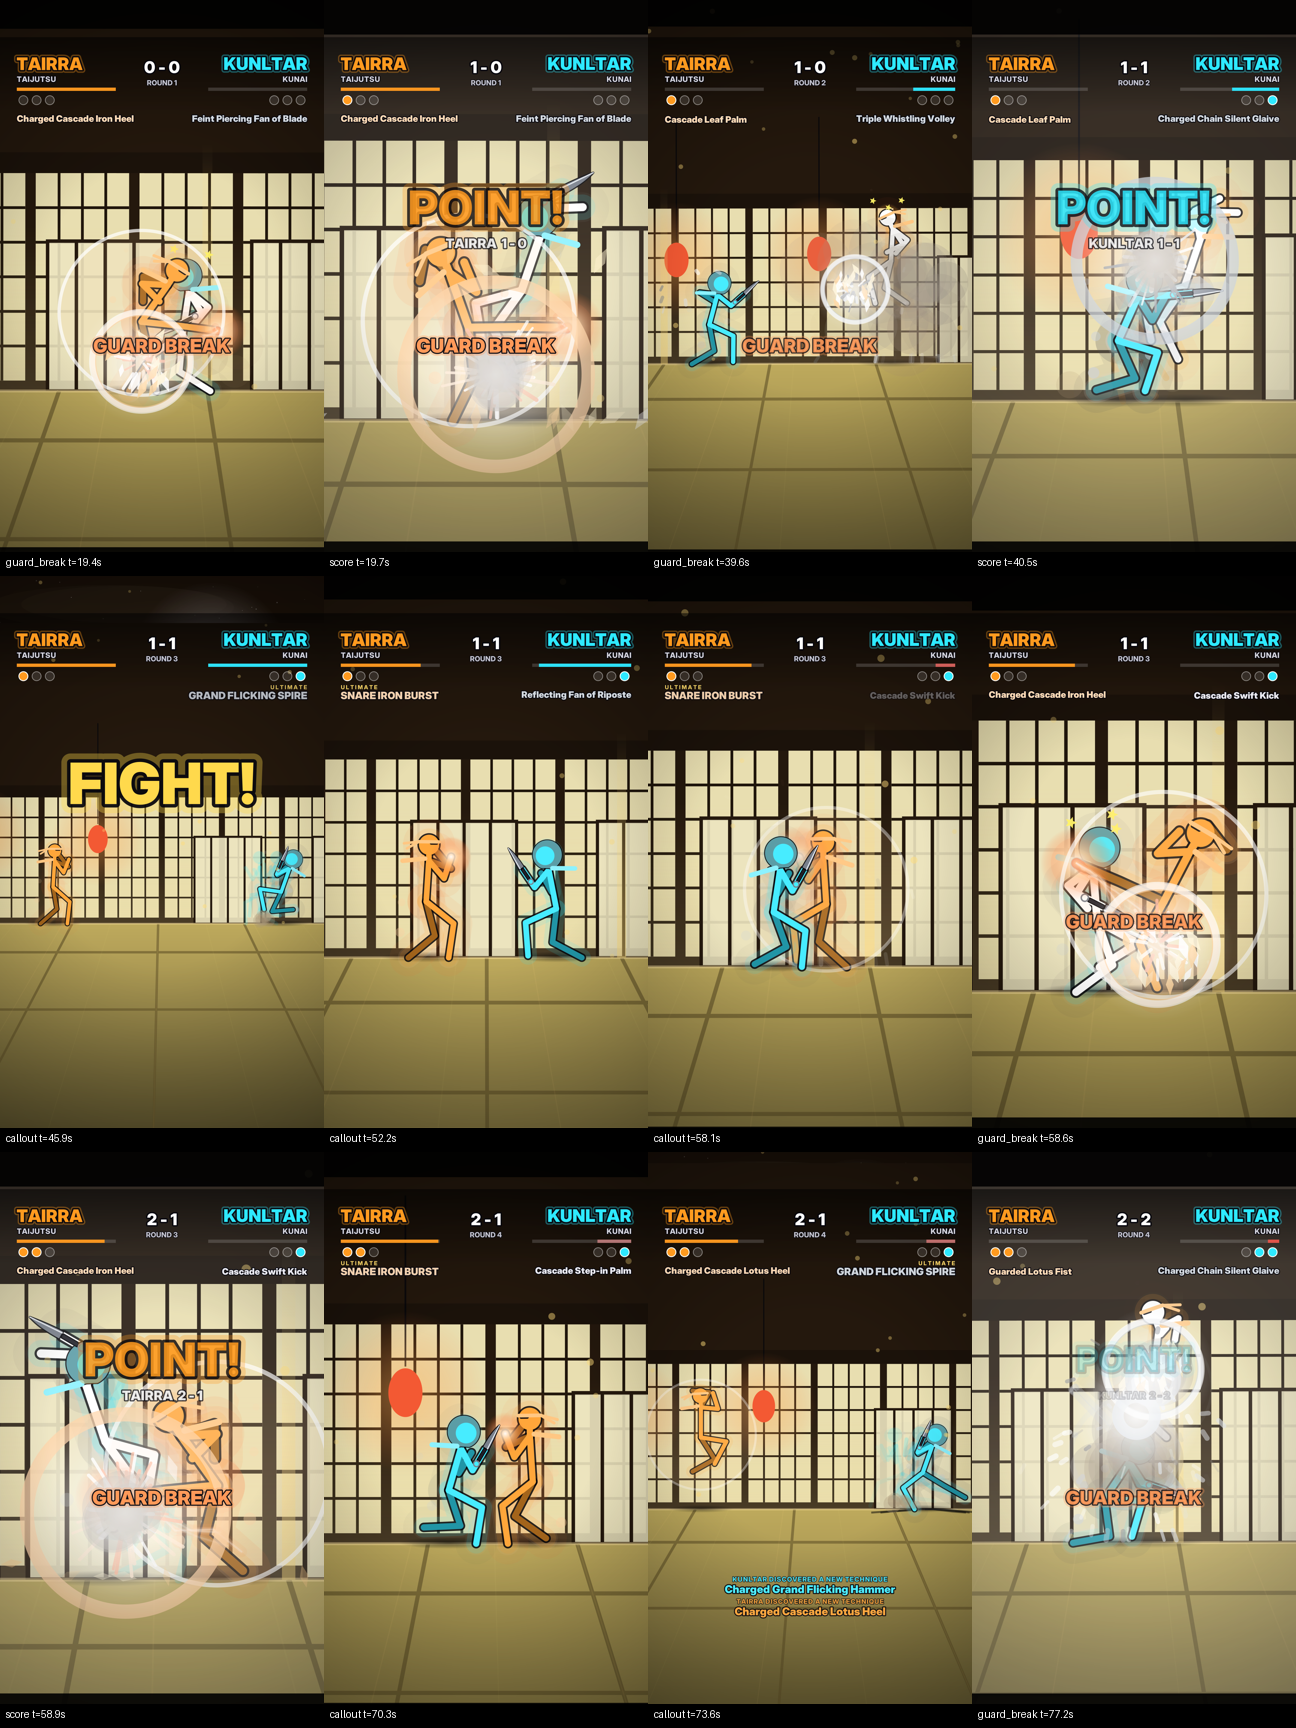 TAIRRA 0-0 KUNLTAR
TAIJUTSU ROUND 1 KUNAI
Charged Cascade Iron Heel Feint Piercing Fan of Blade
GUARD BREAK
guard_break t=19.4s
TAIRRA 1-0 KUNLTAR
TAIJUTSU ROUND 1 KUNAI
Charged Cascade Iron Heel Feint Piercing Fan of Blade
POINT!
TAIRRA 1-0
GUARD BREAK
score t=19.7s
TAIRRA 1-0 KUNLTAR
TAIJUTSU ROUND 2 KUNAI
Cascade Leaf Palm Triple Whistling Volley
GUARD BREAK
guard_break t=39.6s
TAIRRA 1-1 KUNLTAR
TAIJUTSU ROUND 2 KUNAI
Cascade Leaf Palm Charged Chain Silent Glaive
POINT!
KUNLTAR 1-1
score t=40.5s
TAIRRA 1-1 KUNLTAR
TAIJUTSU ROUND 3 KUNAI
ULTIMATE
GRAND FLICKING SPIRE
FIGHT!
callout t=45.9s
TAIRRA 1-1 KUNLTAR
TAIJUTSU ROUND 3 KUNAI
ULTIMATE
SNARE IRON BURST Reflecting Fan of Riposte
callout t=52.2s
TAIRRA 1-1 KUNLTAR
TAIJUTSU ROUND 3 KUNAI
ULTIMATE
SNARE IRON BURST Cascade Swift Kick
callout t=58.1s
TAIRRA 1-1 KUNLTAR
TAIJUTSU ROUND 3 KUNAI
Charged Cascade Iron Heel Cascade Swift Kick
GUARD BREAK
guard_break t=58.6s
TAIRRA 2-1 KUNLTAR
TAIJUTSU ROUND 3 KUNAI
Charged Cascade Iron Heel Cascade Swift Kick
POINT!
TAIRRA 2-1
GUARD BREAK
score t=58.9s
TAIRRA 2-1 KUNLTAR
TAIJUTSU ROUND 4 KUNAI
ULTIMATE
SNARE IRON BURST Cascade Step-in Palm
callout t=70.3s
TAIRRA 2-1 KUNLTAR
TAIJUTSU ROUND 4 KUNAI
ULTIMATE
Charged Cascade Lotus Heel GRAND FLICKING SPIRE
KUNLTAR DISCOVERED A NEW TECHNIQUE
Charged Grand Flicking Hammer
TAIRRA DISCOVERED A NEW TECHNIQUE
Charged Cascade Lotus Heel
callout t=73.6s
TAIRRA 2-2 KUNLTAR
TAIJUTSU ROUND 4 KUNAI
Guarded Lotus Fist Charged Chain Silent Glaive
POINT!
KUNLTAR 2-2
GUARD BREAK
guard_break t=77.2s